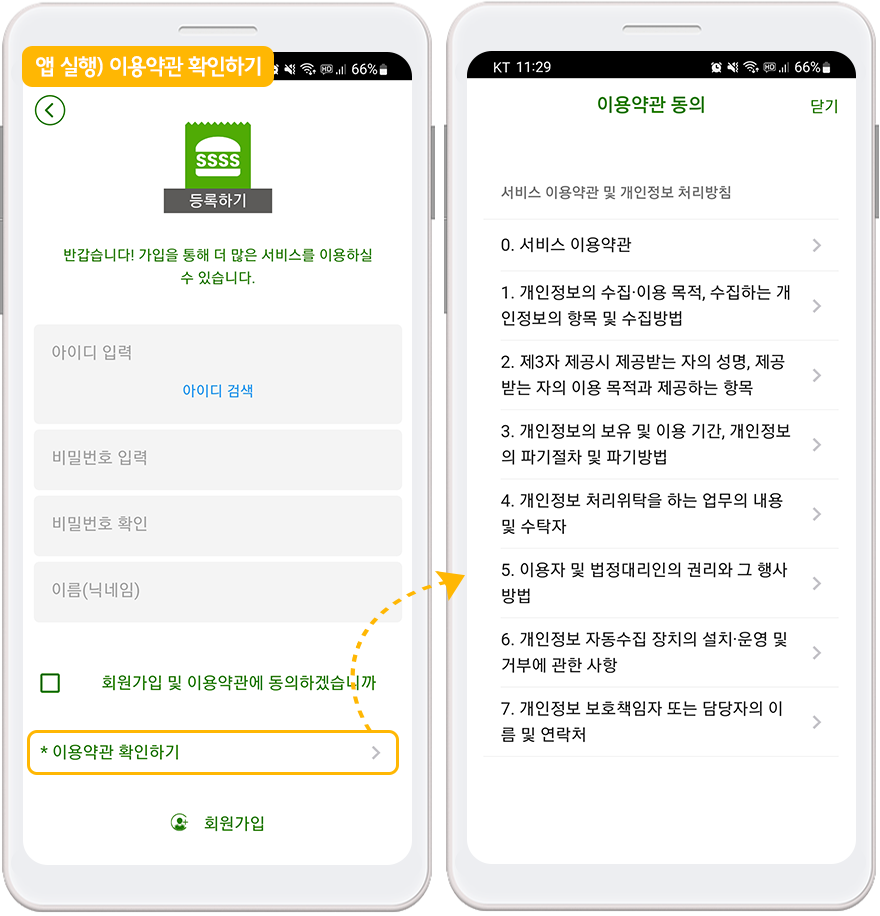 앱 실행) 이용약관 확인하기
66%
SSSS
등록하기
반갑습니다! 가입을 통해 더 많은 서비스를 이용하실
수 있습니다.
아이디 입력
아이디 검색
비밀번호 입력
비밀번호 확인
이름(닉네임)
회원가입 및 이용약관에 동의하겠습니까
* 이용약관 확인하기
회원가입
KT 11:29
66%
이용약관 동의
닫기
서비스 이용약관 및 개인정보 처리방침
0. 서비스 이용약관
1. 개인정보의 수집·이용 목적, 수집하는 개
인정보의 항목 및 수집방법
2. 제3자 제공시 제공받는 자의 성명, 제공
받는 자의 이용 목적과 제공하는 항목
3. 개인정보의 보유 및 이용 기간, 개인정보
의 파기절차 및 파기방법
4. 개인정보 처리위탁을 하는 업무의 내용
및 수탁자
5. 이용자 및 법정대리인의 권리와 그 행사
방법
6. 개인정보 자동수집 장치의 설치·운영 및
거부에 관한 사항
7. 개인정보 보호책임자 또는 담당자의 이
름 및 연락처